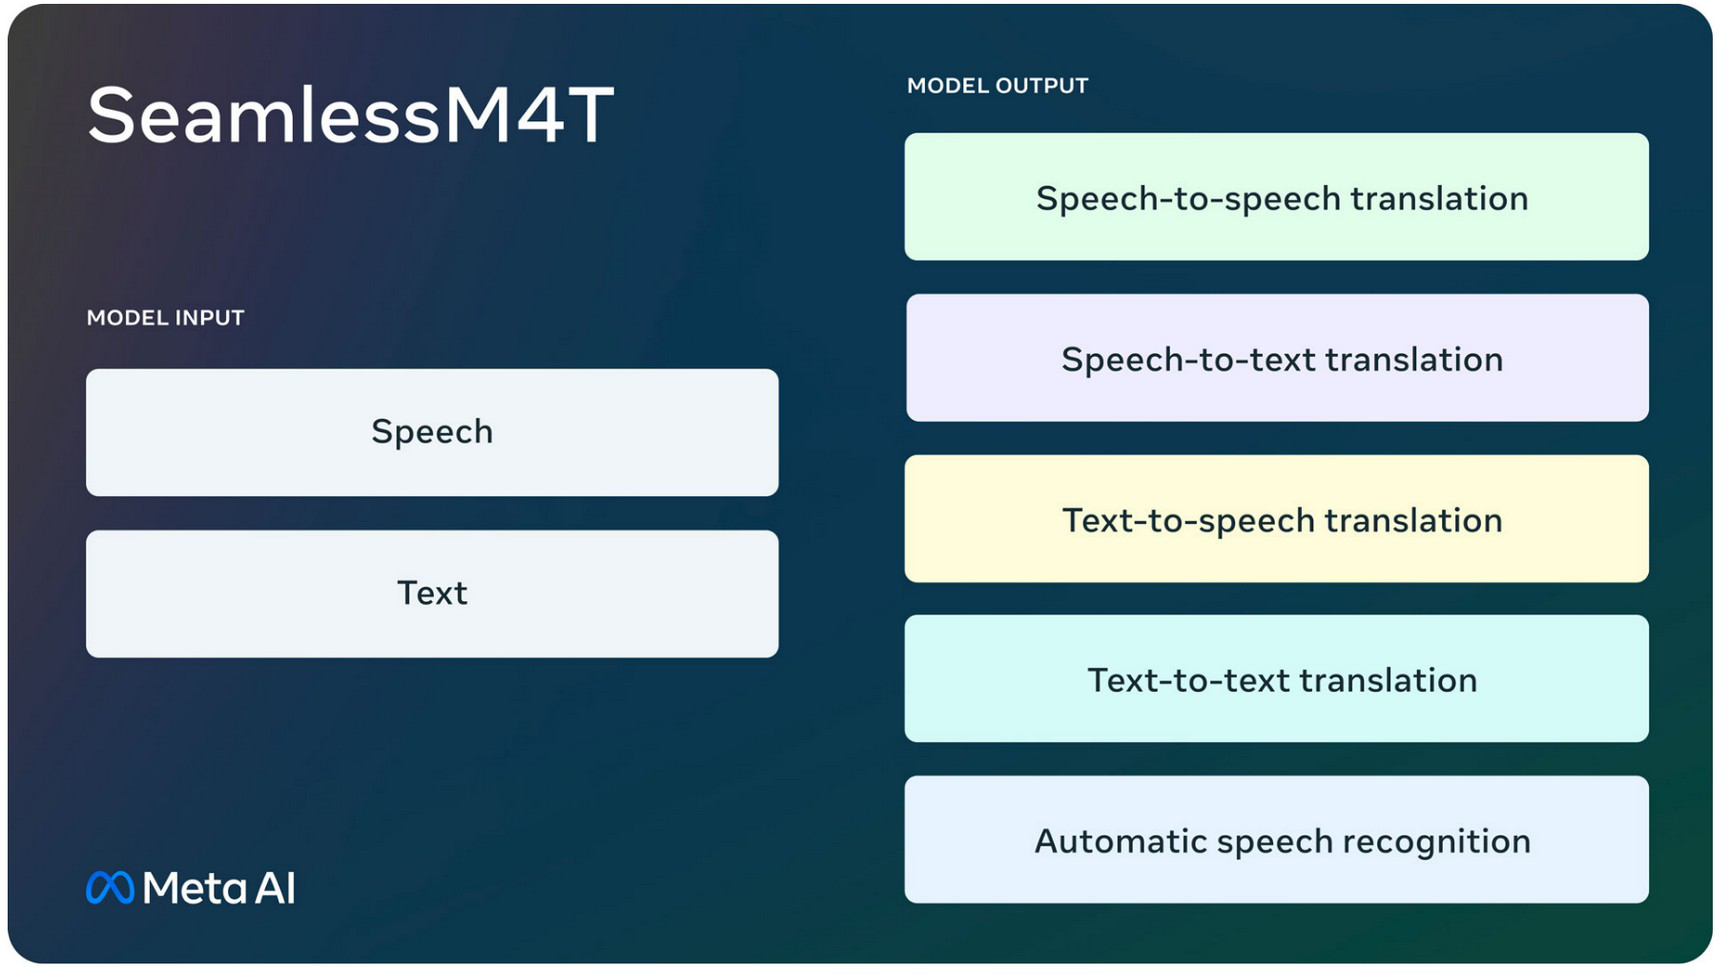 SeamlessM4T
MODEL INPUT
Speech
Text
MODEL OUTPUT
Speech-to-speech translation
Speech-to-text translation
Text-to-speech translation
Text-to-text translation
Automatic speech recognition
Meta AI